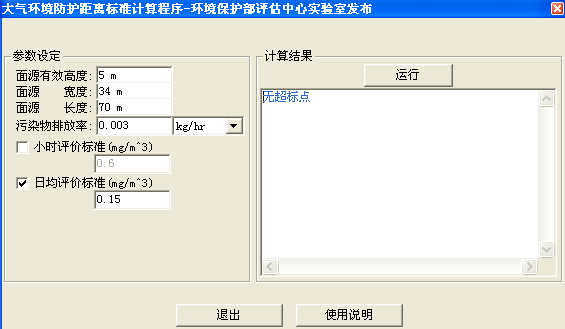 大气环境防护距离标准计算程序-环境保护部评估中心实验室发布
参数设定
面源有效高度: 5 m
面源 宽度: 34 m
面源 长度: 70 m
污染物排放率: 0.003 kg/hr
小时评价标准(mg/m^3)
0.6
日均评价标准(mg/m^3)
0.15
计算结果
运行
无超标点
退出 使用说明